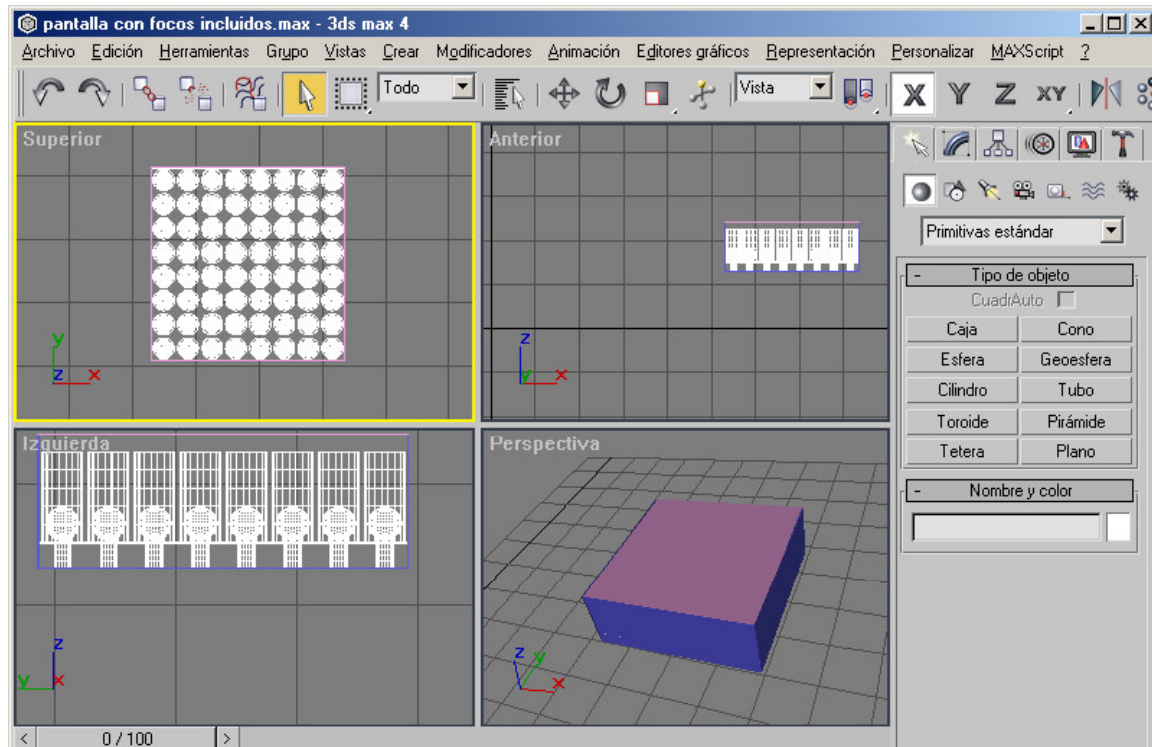 pantalla con focos incluidos.max - 3ds max 4
Archivo Edición Herramientas Grupo Vistas Crear Modificadores Animación Editores gráficos Representación Personalizar MAXScript ?
Todo Vista X Y Z XY
Superior Anterior
Primitivas estándar
- Tipo de objeto
CuadrAuto
Caja Cono
Esfera Geoesfera
Cilindro Tubo
Toroide Pirámide
Tetera Plano
- Nombre y color
y
z x
z
y x
Izquierda Perspectiva
z
y x
z y
x
< 0 / 100 >